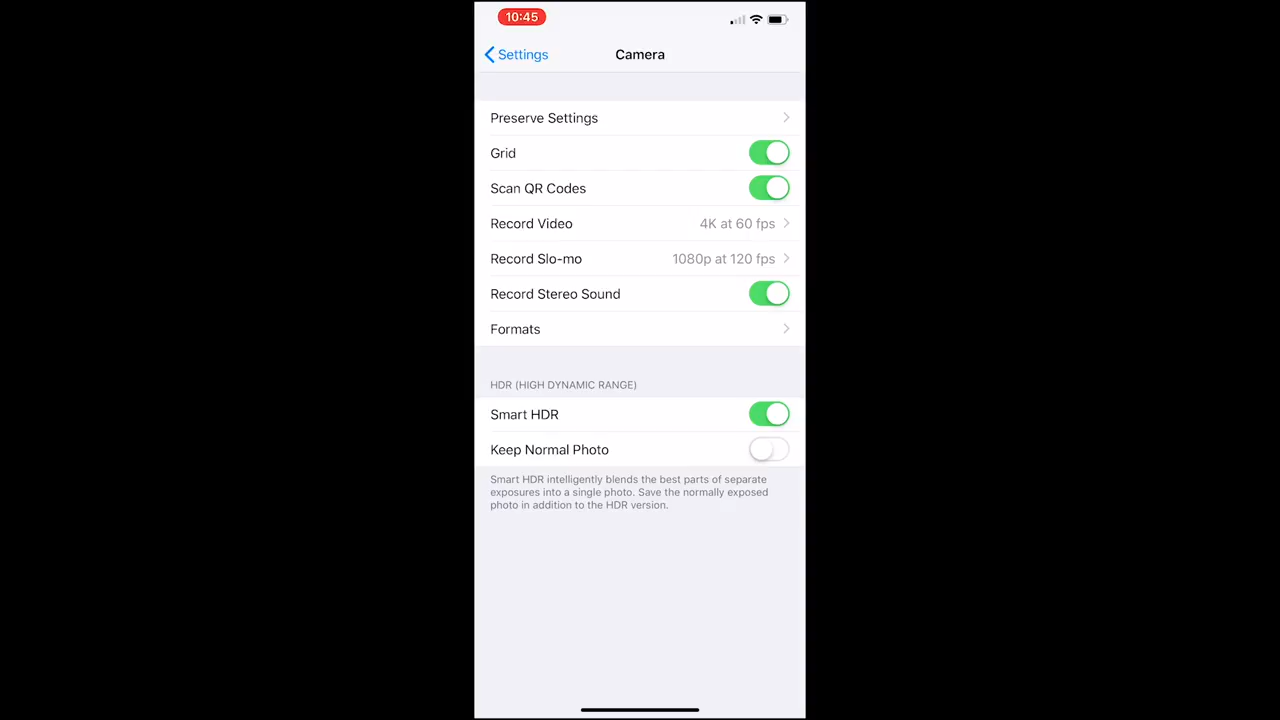 10:45
Settings
Camera
Preserve Settings
Grid
Scan QR Codes
Record Video 4K at 60 fps
Record Slo-mo 1080p at 120 fps
Record Stereo Sound
Formats
HDR (HIGH DYNAMIC RANGE)
Smart HDR
Keep Normal Photo
Smart HDR intelligently blends the best parts of separate
exposures into a single photo. Save the normally exposed
photo in addition to the HDR version.